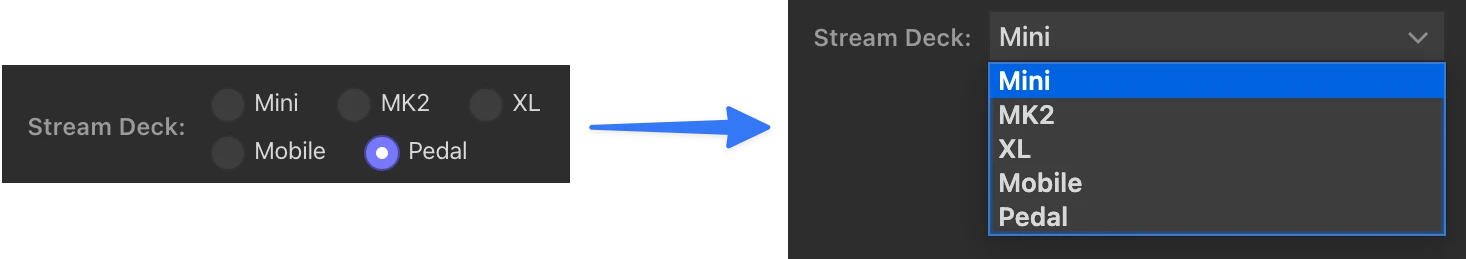 Mini MK2 XL
Stream Deck:
Mobile Pedal
Stream Deck: Mini
Mini
MK2
XL
Mobile
Pedal